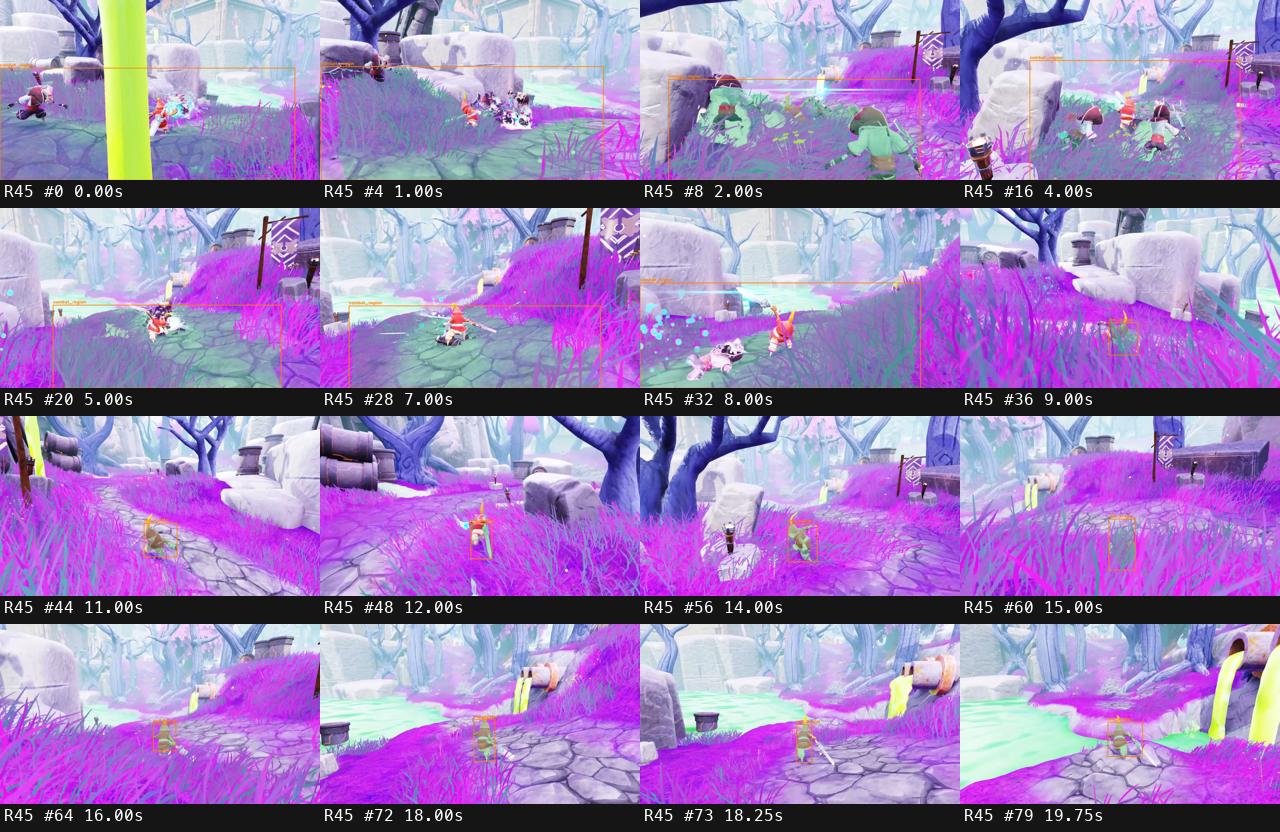 R45 #0 0.00s
R45 #4 1.00s
R45 #8 2.00s
R45 #16 4.00s
R45 #20 5.00s
R45 #28 7.00s
R45 #32 8.00s
R45 #36 9.00s
R45 #44 11.00s
R45 #48 12.00s
R45 #56 14.00s
R45 #60 15.00s
R45 #64 16.00s
R45 #72 18.00s
R45 #73 18.25s
R45 #79 19.75s